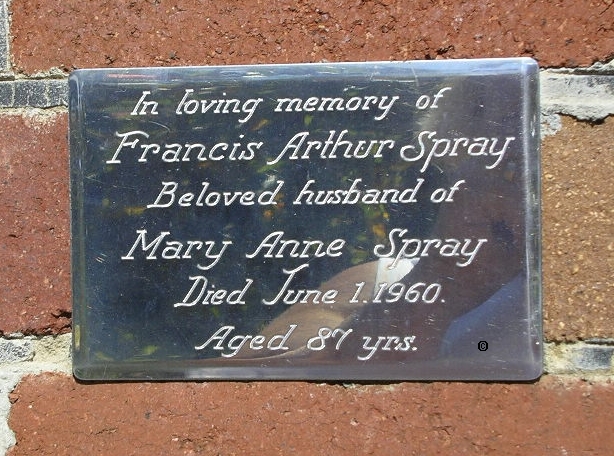 In loving memory of
Francis Arthur Spray
Beloved husband of
Mary Anne Spray
Died June 1.1960.
Aged 87 yrs.
©